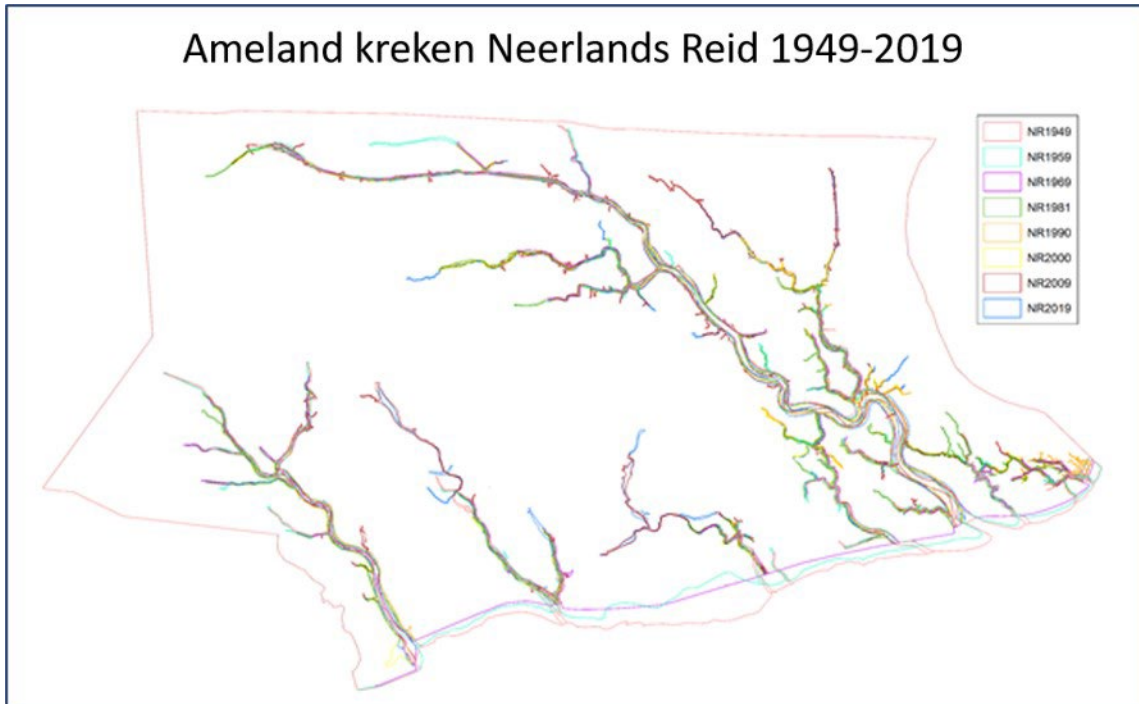 Ameland kreken Neerlands Reid 1949-2019
NR1949
NR1959
NR1969
NR1981
NR1990
NR2000
NR2009
NR2019